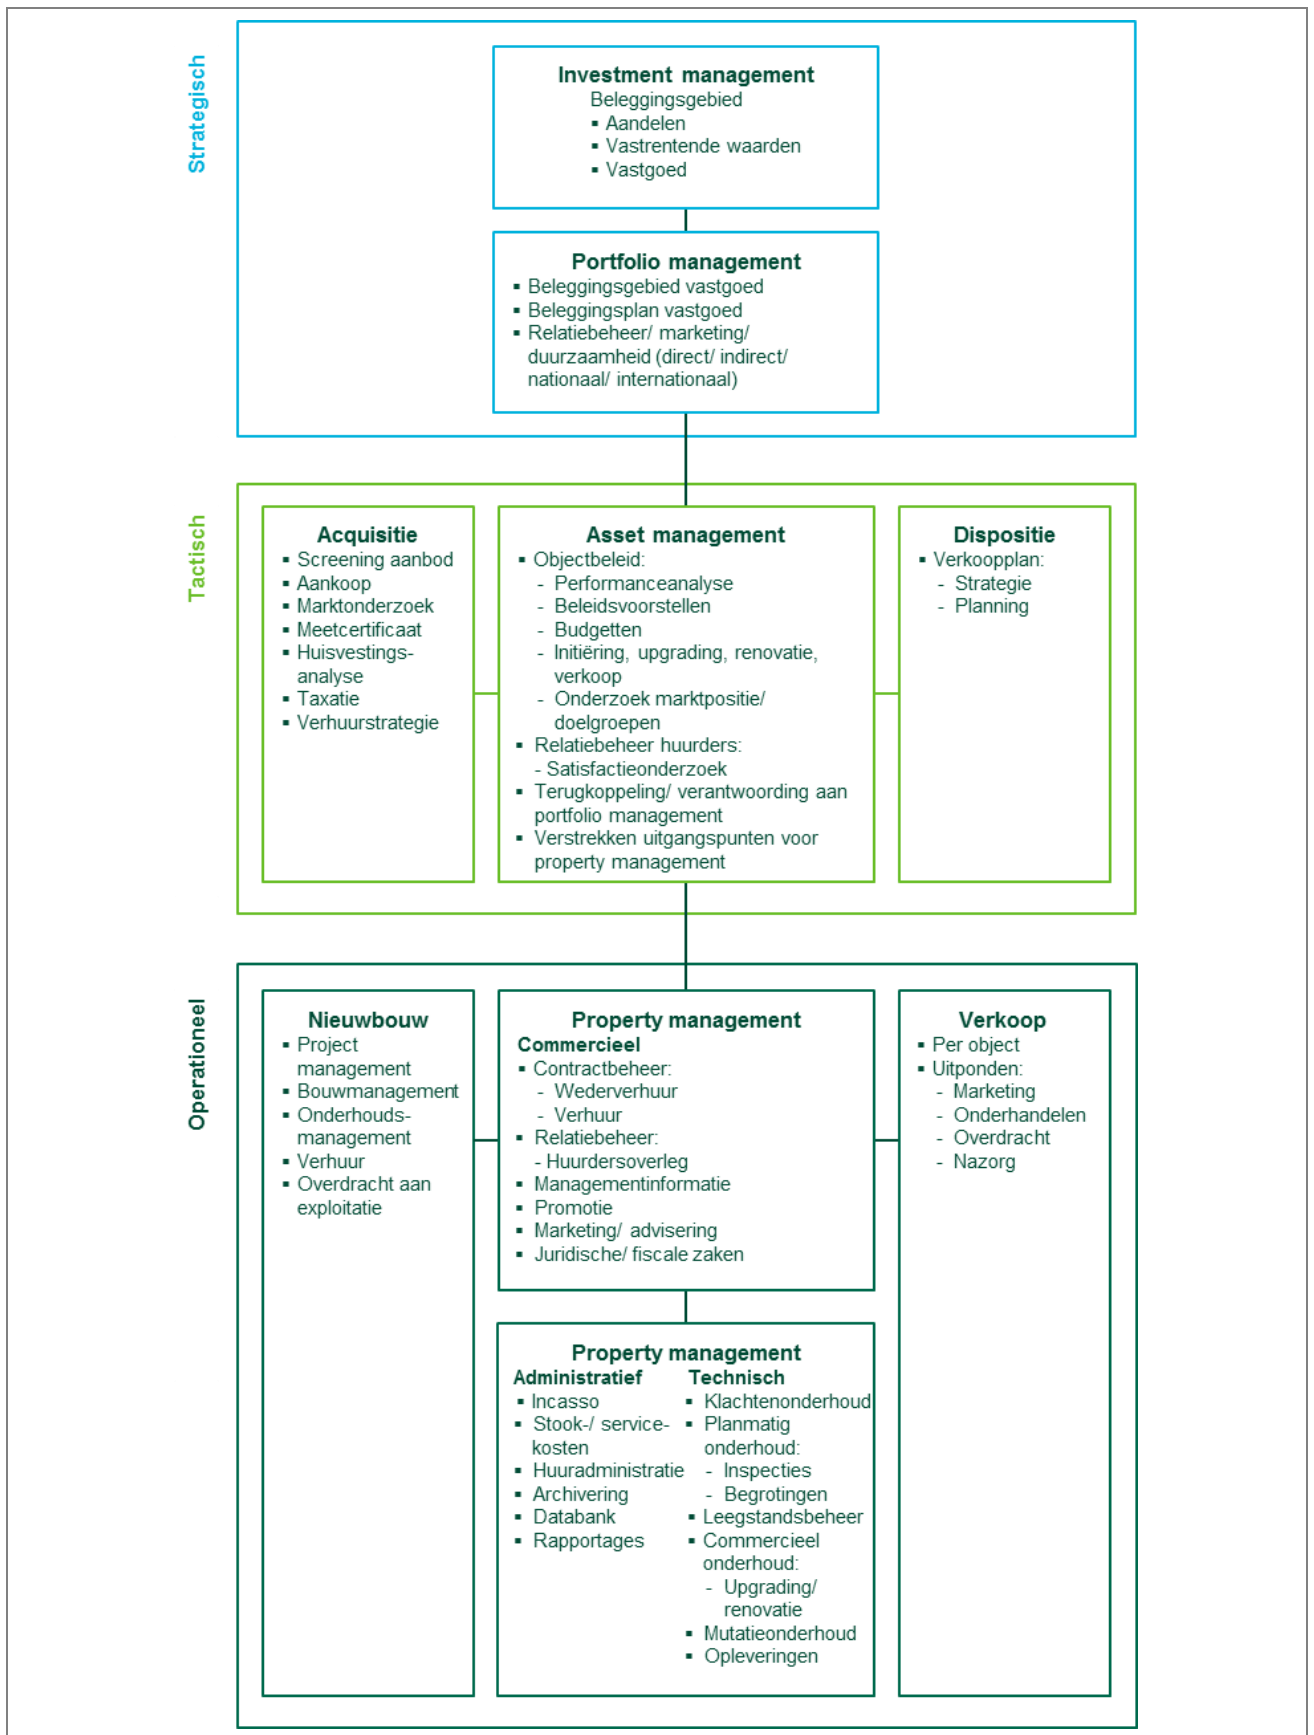 Strategisch
Investment management
Beleggingsgebied
▪ Aandelen
▪ Vastrentende waarden
▪ Vastgoed
Portfolio management
▪ Beleggingsgebied vastgoed
▪ Beleggingsplan vastgoed
▪ Relatiebeheer/ marketing/
duurzaamheid (direct/ indirect/
nationaal/ internationaal)
Tactisch
Acquisitie
▪ Screening aanbod
▪ Aankoop
▪ Marktonderzoek
▪ Meetcertificaat
▪ Huisvestings-
analyse
▪ Taxatie
▪ Verhuurstrategie
Asset management
▪ Objectbeleid:
- Performanceanalyse
- Beleidsvoorstellen
- Budgetten
- Initiëring, upgrading, renovatie,
verkoop
- Onderzoek marktpositie/
doelgroepen
▪ Relatiebeheer huurders:
- Satisfactieonderzoek
▪ Terugkoppeling/ verantwoording aan
portfolio management
▪ Verstrekken uitgangspunten voor
property management
Dispositie
▪ Verkoopplan:
- Strategie
- Planning
Operationeel
Nieuwbouw
▪ Project
management
▪ Bouwmanagement
▪ Onderhouds-
management
▪ Verhuur
▪ Overdracht aan
exploitatie
Property management
Commercieel
▪ Contractbeheer:
- Wederverhuur
- Verhuur
▪ Relatiebeheer:
- Huurdersoverleg
▪ Managementinformatie
▪ Promotie
▪ Marketing/ advisering
▪ Juridische/ fiscale zaken
Verkoop
▪ Per object
▪ Uitponden:
- Marketing
- Onderhandelen
- Overdracht
- Nazorg
Property management
Administratief
▪ Incasso
▪ Stook-/ service-
kosten
▪ Huuradministratie
▪ Archivering
▪ Databank
▪ Rapportages
Technisch
▪ Klachtenonderhoud
▪ Planmatig
onderhoud:
- Inspecties
- Begrotingen
▪ Leegstandsbeheer
▪ Commercieel
onderhoud:
- Upgrading/
renovatie
▪ Mutatieonderhoud
▪ Opleveringen